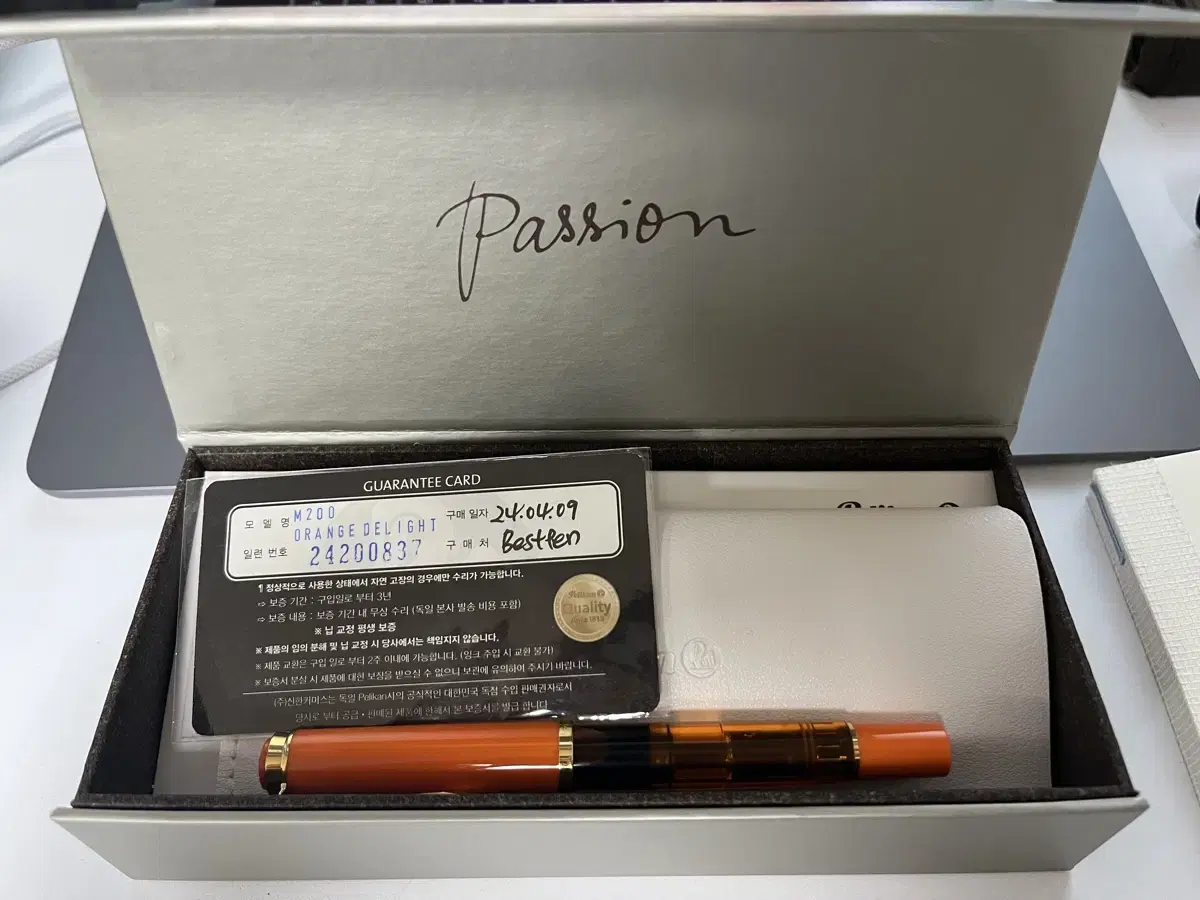 Passion
GUARANTEE CARD
모 델 명 M200 ORANGE DELIGHT
구매 일자 24.04.09
일련 번호 24200837
구 매 처 BestPen
¶ 정상적으로 사용한 상태에서 자연 고장의 경우에만 수리가 가능합니다.
⇨ 보증 기간 : 구입일로 부터 3년
⇨ 보증 내용 : 보증 기간 내 무상 수리 (독일 본사 발송 비용 포함)
※ 닙 교정 평생 보증
※ 제품의 임의 분해 및 닙 교정 시 당사에서는 책임지지 않습니다.
※ 제품 교환은 구입 일로 부터 2주 이내에 가능합니다. (잉크 주입 시 교환 불가)
※ 보증서 분실 시 제품에 대한 보장을 받으실 수 없으니 보관에 유의하여 주시기 바랍니다.
(주)신한커머스는 독일 Pelikan사의 공식적인 대한민국 독점 수입 판매권자로서
당사로 부터 공급·판매된 제품에 한해서 본 보증서를 발급 합니다
Pelikan
Quality